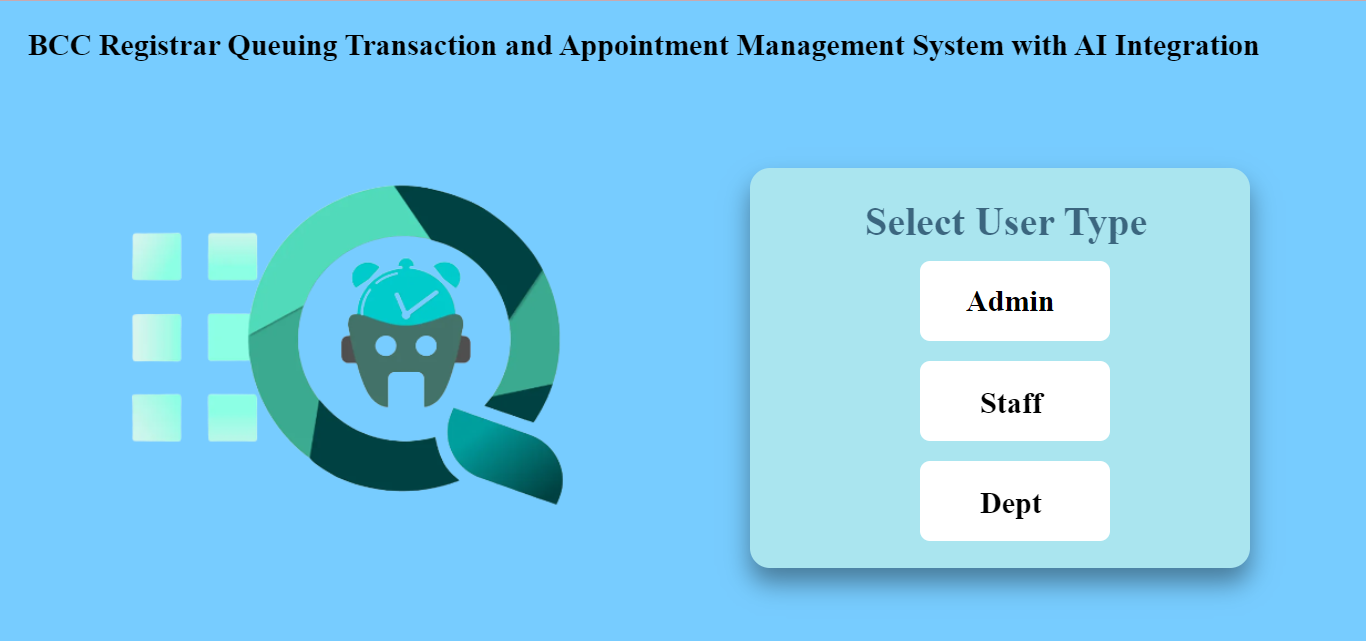 BCC Registrar Queuing Transaction and Appointment Management System with AI Integration
Select User Type
Admin
Staff
Dept